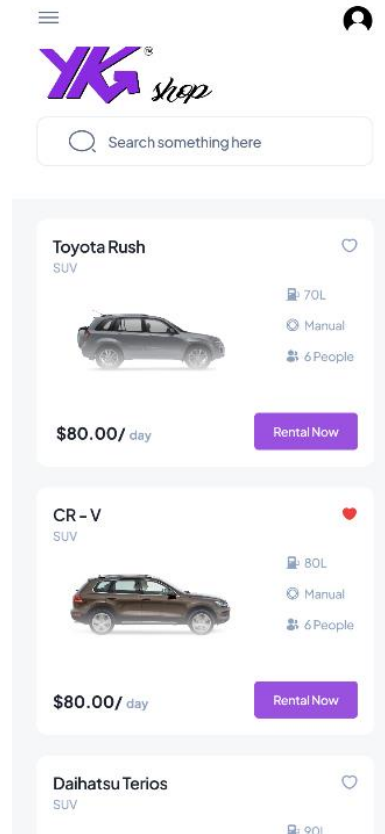 YK
shop
Search something here
Toyota Rush
SUV
70L
Manual
6 People
$80.00/ day
Rental Now
CR - V
SUV
80L
Manual
6 People
$80.00/ day
Rental Now
Daihatsu Terios
SUV
90L